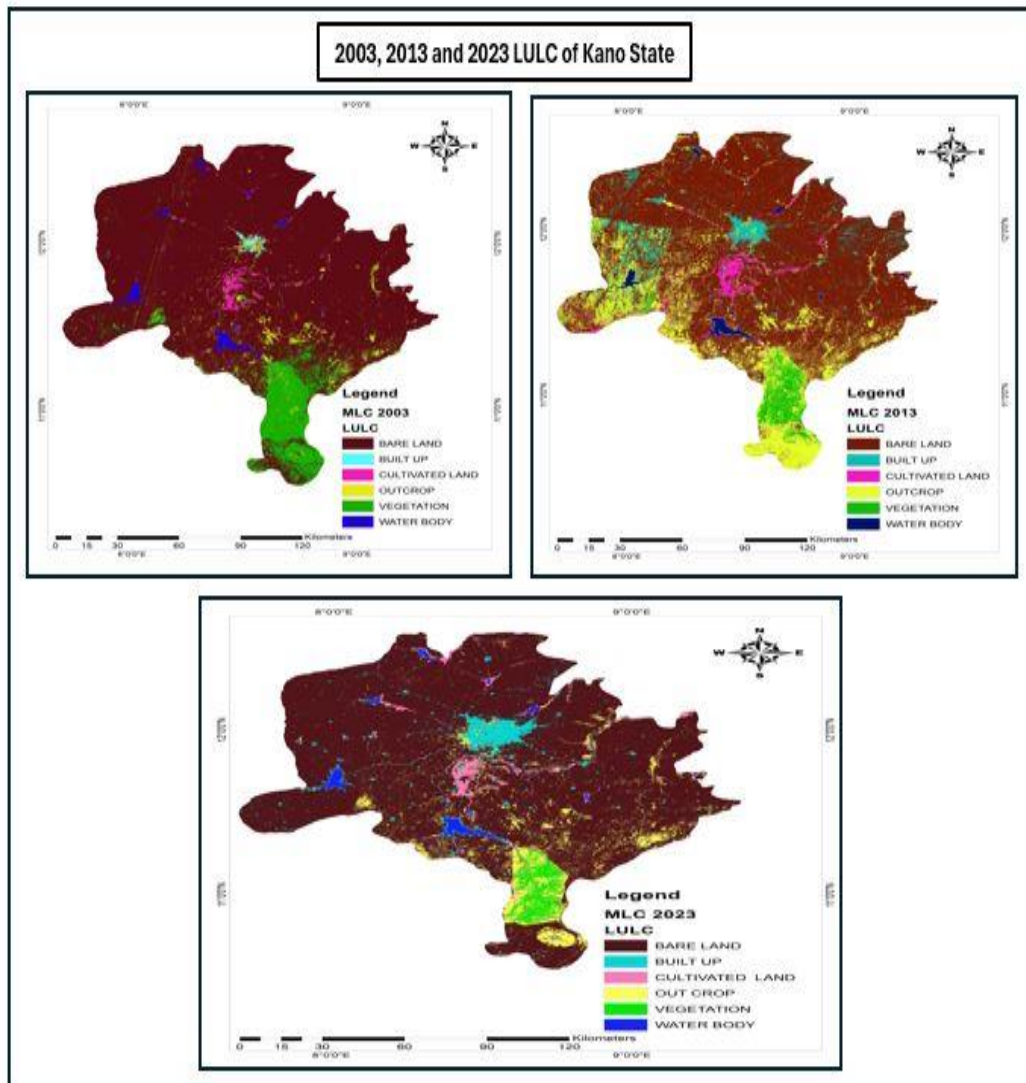 2003, 2013 and 2023 LULC of Kano State
8°0'0"E 9°0'0"E
N
W E
S
Legend
MLC 2003
LULC
BARE LAND
BUILT UP
CULTIVATED LAND
OUTCROP
VEGETATION
WATER BODY
Kilometers
0 15 30 60 90 120
8°0'0"E 9°0'0"E
8°0'0"E 9°0'0"E
N
W E
S
Legend
MLC 2013
LULC
BARE LAND
BUILT UP
CULTIVATED LAND
OUTCROP
VEGETATION
WATER BODY
Kilometers
0 15 30 60 90 120
8°0'0"E 9°0'0"E
8°0'0"E 9°0'0"E
N
W E
S
Legend
MLC 2023
LULC
BARE LAND
BUILT UP
CULTIVATED LAND
OUT CROP
VEGETATION
WATER BODY
Kilometers
0 15 30 60 90 120
8°0'0"E 9°0'0"E